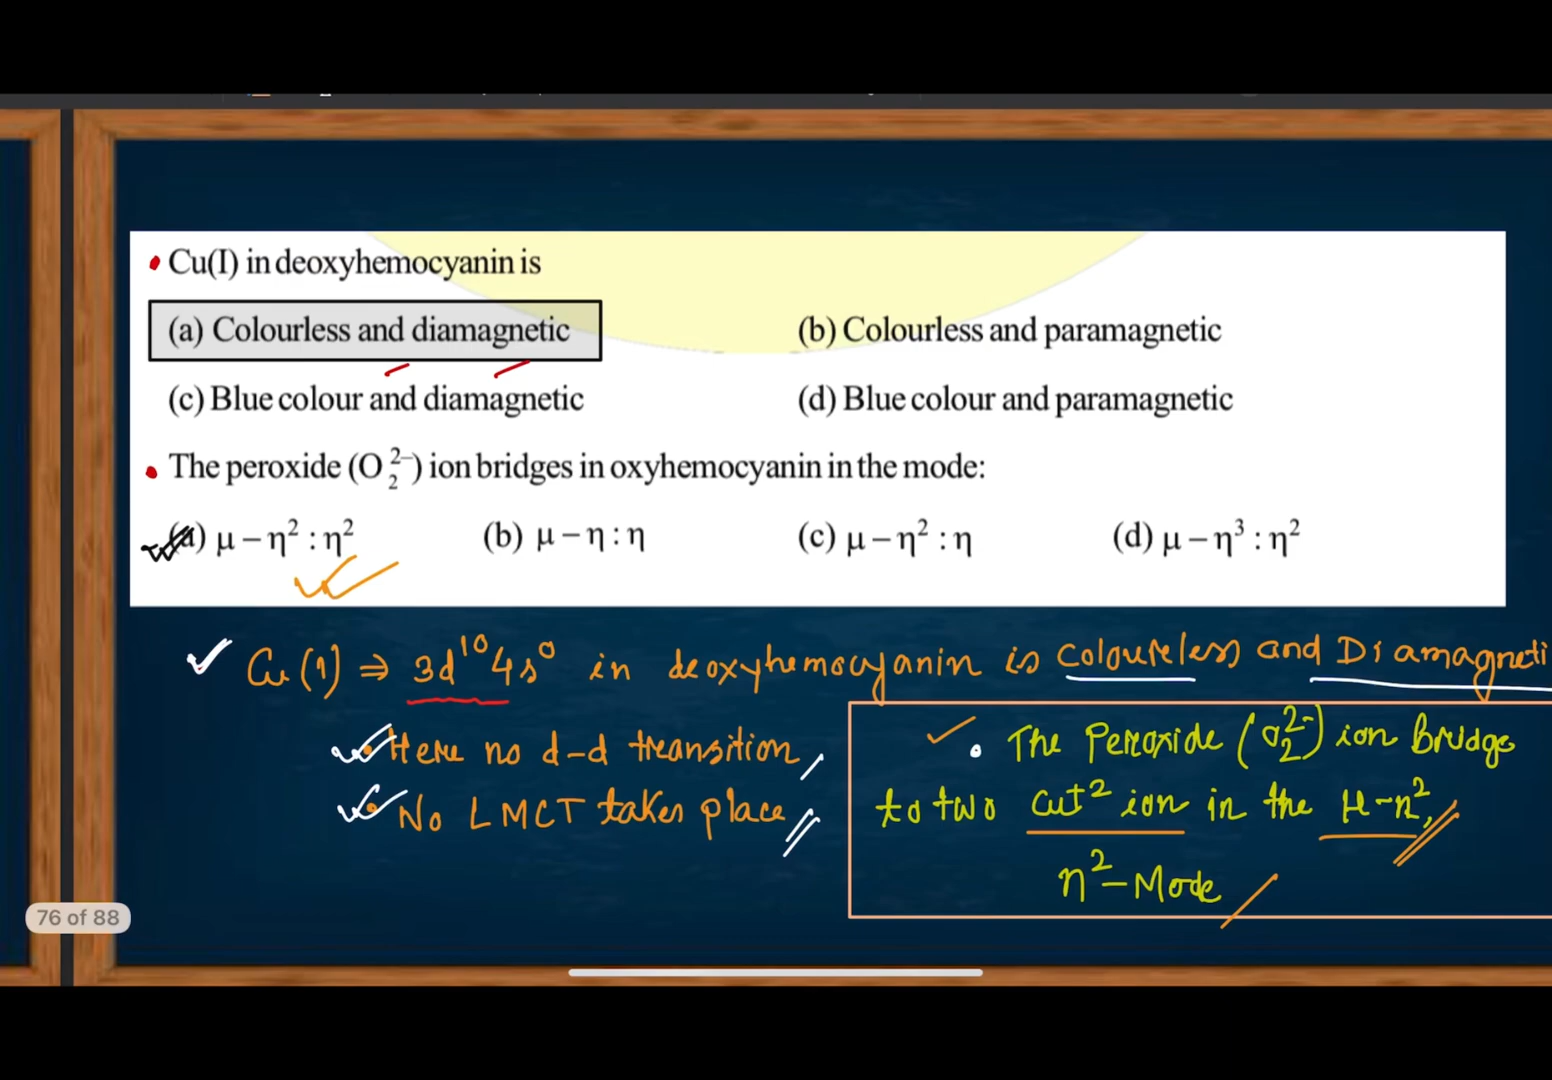 • Cu(I) in deoxyhemocyanin is
(a) Colourless and diamagnetic (b) Colourless and paramagnetic
(c) Blue colour and diamagnetic (d) Blue colour and paramagnetic
• The peroxide (O₂²⁻) ion bridges in oxyhemocyanin in the mode:
(a) μ – η² : η² (b) μ – η : η (c) μ – η² : η (d) μ – η³ : η²
Cu(1) ⇒ 3d¹⁰4s⁰ in deoxyhemocyanin is colourless and Diamagneti
• Here no d-d transition,
• No LMCT takes place
• The Peroxide (O₂²⁻) ion Bridge
to two Cu+² ion in the μ-η²,
η²-Mode
76 of 88